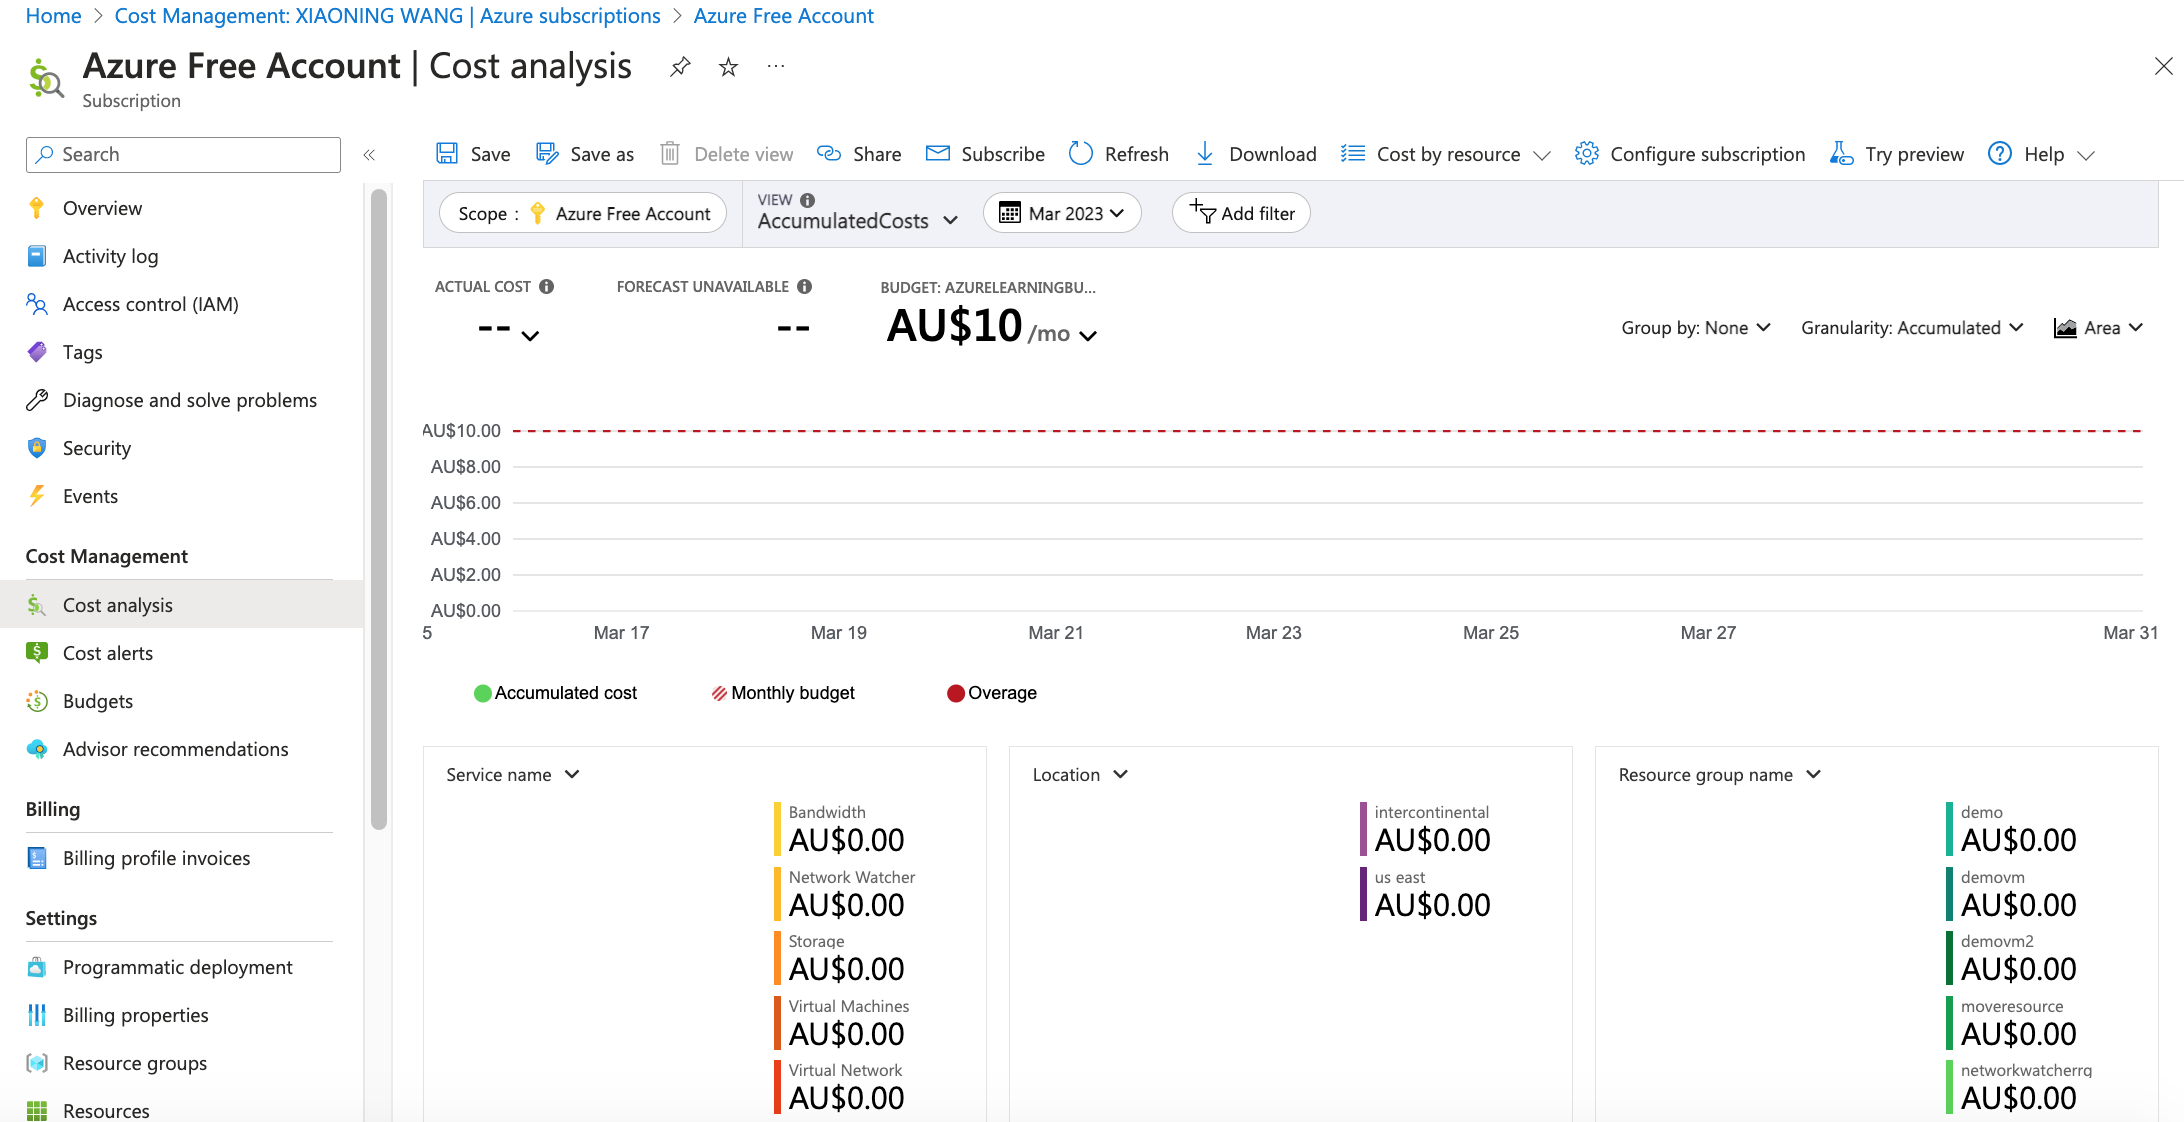 Home > Cost Management: XIAONING WANG | Azure subscriptions > Azure Free Account
Azure Free Account | Cost analysis ...
Subscription
Search «
Overview
Activity log
Access control (IAM)
Tags
Diagnose and solve problems
Security
Events
Cost Management
Cost analysis
Cost alerts
Budgets
Advisor recommendations
Billing
Billing profile invoices
Settings
Programmatic deployment
Billing properties
Resource groups
Resources
Save Save as Delete view Share Subscribe Refresh Download Cost by resource Configure subscription Try preview Help
Scope : Azure Free Account
VIEW
AccumulatedCosts
Mar 2023
Add filter
ACTUAL COST
--
FORECAST UNAVAILABLE
--
BUDGET: AZURELEARNINGBU...
AU$10 /mo
Group by: None Granularity: Accumulated Area
AU$10.00
AU$8.00
AU$6.00
AU$4.00
AU$2.00
AU$0.00
5 Mar 17 Mar 19 Mar 21 Mar 23 Mar 25 Mar 27 Mar 31
Accumulated cost Monthly budget Overage
Service name
Bandwidth
AU$0.00
Network Watcher
AU$0.00
Storage
AU$0.00
Virtual Machines
AU$0.00
Virtual Network
AU$0.00
Location
intercontinental
AU$0.00
us east
AU$0.00
Resource group name
demo
AU$0.00
demovm
AU$0.00
demovm2
AU$0.00
moveresource
AU$0.00
networkwatcherrg
AU$0.00